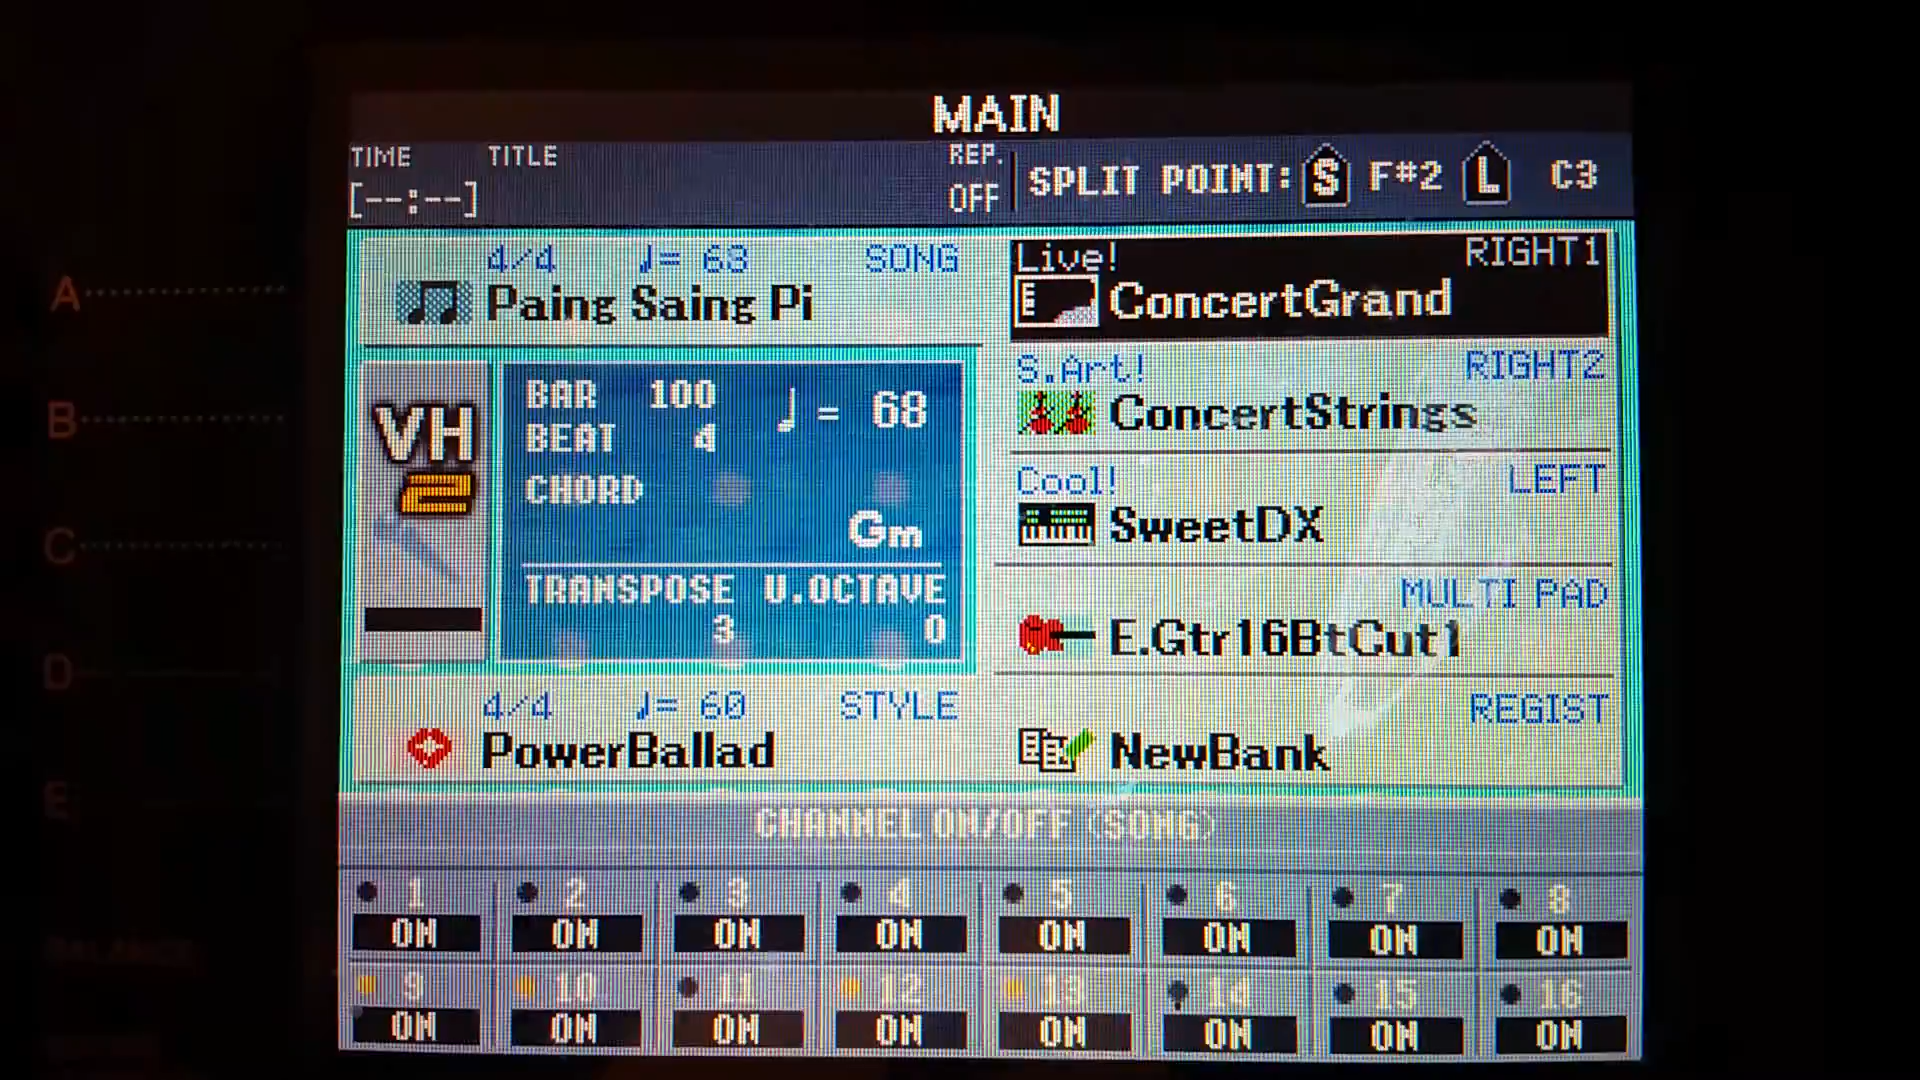 MAIN
TIME TITLE REP.
[--:--] OFF
SPLIT POINT: S F#2 L C3
4/4 ♩= 68 SONG
Paing Saing Pi
VH
2
BAR 100 ♩ = 68
BEAT 4
CHORD
Gm
TRANSPOSE U.OCTAVE
3 0
4/4 ♩= 60 STYLE
PowerBallad
Live! RIGHT1
ConcertGrand
S.Art! RIGHT2
ConcertStrings
Cool! LEFT
SweetDX
MULTI PAD
E.Gtr16BtCut1
REGIST
NewBank
CHANNEL ON/OFF (SONG)
1 2 3 4 5 6 7 8
ON ON ON ON ON ON ON ON
9 10 11 12 13 14 15 16
ON ON ON ON ON ON ON ON
A
B
C
D
E
BALANCE